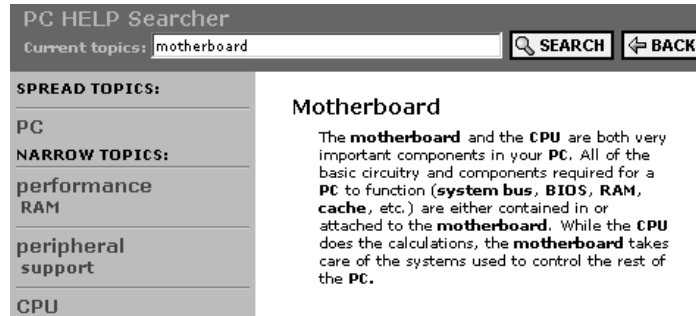 PC HELP Searcher
Current topics: motherboard
SEARCH
BACK
SPREAD TOPICS:
PC
NARROW TOPICS:
performance
RAM
peripheral
support
CPU
Motherboard
The motherboard and the CPU are both very
important components in your PC. All of the
basic circuitry and components required for a
PC to function (system bus, BIOS, RAM,
cache, etc.) are either contained in or
attached to the motherboard. While the CPU
does the calculations, the motherboard takes
care of the systems used to control the rest of
the PC.